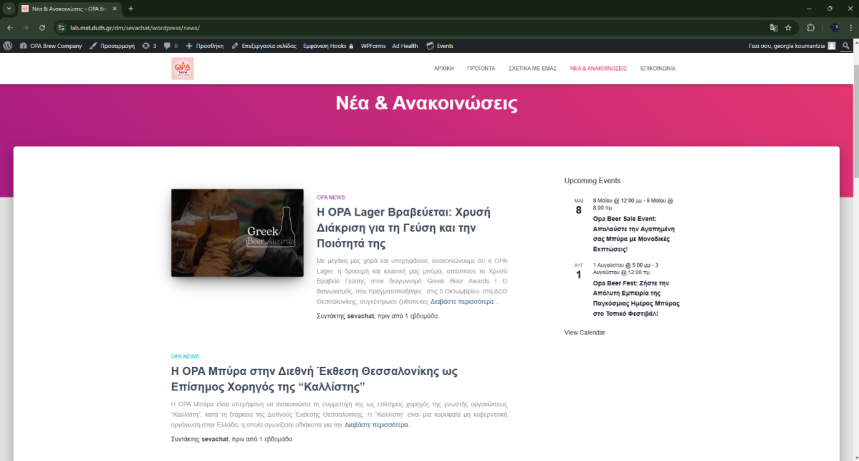 Νέα & Ανακοινώσεις – OPA Br
lab.mst.duth.gr/dm/sevachat/wordpress/news/
OPA Brew Company Προσαρμογή 3 0 Προσθήκη Επεξεργασία σελίδας Εμφάνιση Hooks WPForms Ad Health Events Γεια σου, georgia koumantzia
OPA
ΑΡΧΙΚΗ ΠΡΟΪΟΝΤΑ ΣΧΕΤΙΚΑ ΜΕ ΕΜΑΣ ΝΕΑ & ΑΝΑΚΟΙΝΩΣΕΙΣ ΕΠΙΚΟΙΝΩΝΙΑ
Νέα & Ανακοινώσεις
Greek
Beer Awards
OPA NEWS
Η OPA Lager Βραβεύεται: Χρυσή
Διάκριση για τη Γεύση και την
Ποιότητά της
Με μεγάλη μας χαρά και υπερηφάνεια, ανακοινώνουμε ότι η OPA
Lager, η δροσερή και κλασική μας μπύρα, απέσπασε το Χρυσό
Βραβείο Γεύσης στον διαγωνισμό Greek Beer Awards ! Ο
διαγωνισμός, που πραγματοποιήθηκε στις 5 Οκτωβρίου στη ΔΕΘ
Θεσσαλονίκης, συγκέντρωσε ζυθοποιίες Διαβάστε περισσότερα…
Συντάκτης sevachat, πριν από 1 εβδομάδα
OPA NEWS
Η OPA Μπύρα στην Διεθνή Έκθεση Θεσσαλονίκης ως
Επίσημος Χορηγός της “Καλλίστης”
Η OPA Μπύρα είναι υπερήφανη να ανακοινώσει τη συμμετοχή της ως επίσημος χορηγός της γνωστής οργανώσεως
“Καλλίστη”, κατά τη διάρκεια της Διεθνούς Έκθεσης Θεσσαλονίκης. Η “Καλλίστη” είναι μια κορυφαία μη κυβερνητική
οργάνωση στην Ελλάδα, η οποία αγωνίζεται αδιάκοπα για την Διαβάστε περισσότερα…
Συντάκτης sevachat, πριν από 1 εβδομάδα
Upcoming Events
ΜΑΪ
8
8 Μαΐου @ 12:00 μμ - 9 Μαΐου @
8:00 πμ
Opa Beer Sale Event:
Απολαύστε την Αγαπημένη
σας Μπύρα με Μοναδικές
Εκπτώσεις!
ΑΥΓ
1
1 Αυγούστου @ 5:00 μμ - 3
Αυγούστου @ 12:00 πμ
Opa Beer Fest: Ζήστε την
Απόλυτη Εμπειρία της
Παγκόσμιας Ημέρας Μπύρας
στο Τοπικό Φεστιβάλ!
View Calendar